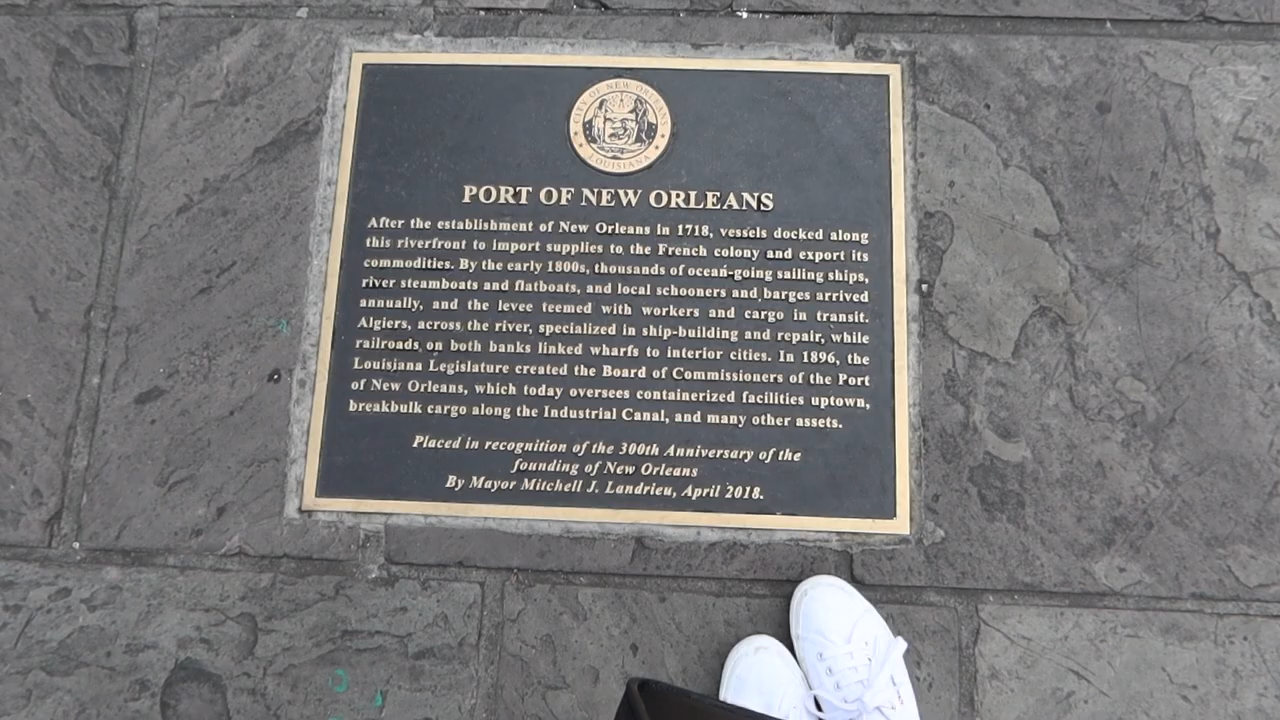 CITY OF NEW ORLEANS
LOUISIANA
PORT OF NEW ORLEANS
After the establishment of New Orleans in 1718, vessels docked along
this riverfront to import supplies to the French colony and export its
commodities. By the early 1800s, thousands of ocean-going sailing ships,
river steamboats and flatboats, and local schooners and barges arrived
annually, and the levee teemed with workers and cargo in transit.
Algiers, across the river, specialized in ship-building and repair, while
railroads on both banks linked wharfs to interior cities. In 1896, the
Louisiana Legislature created the Board of Commissioners of the Port
of New Orleans, which today oversees containerized facilities uptown,
breakbulk cargo along the Industrial Canal, and many other assets.
Placed in recognition of the 300th Anniversary of the
founding of New Orleans
By Mayor Mitchell J. Landrieu, April 2018.